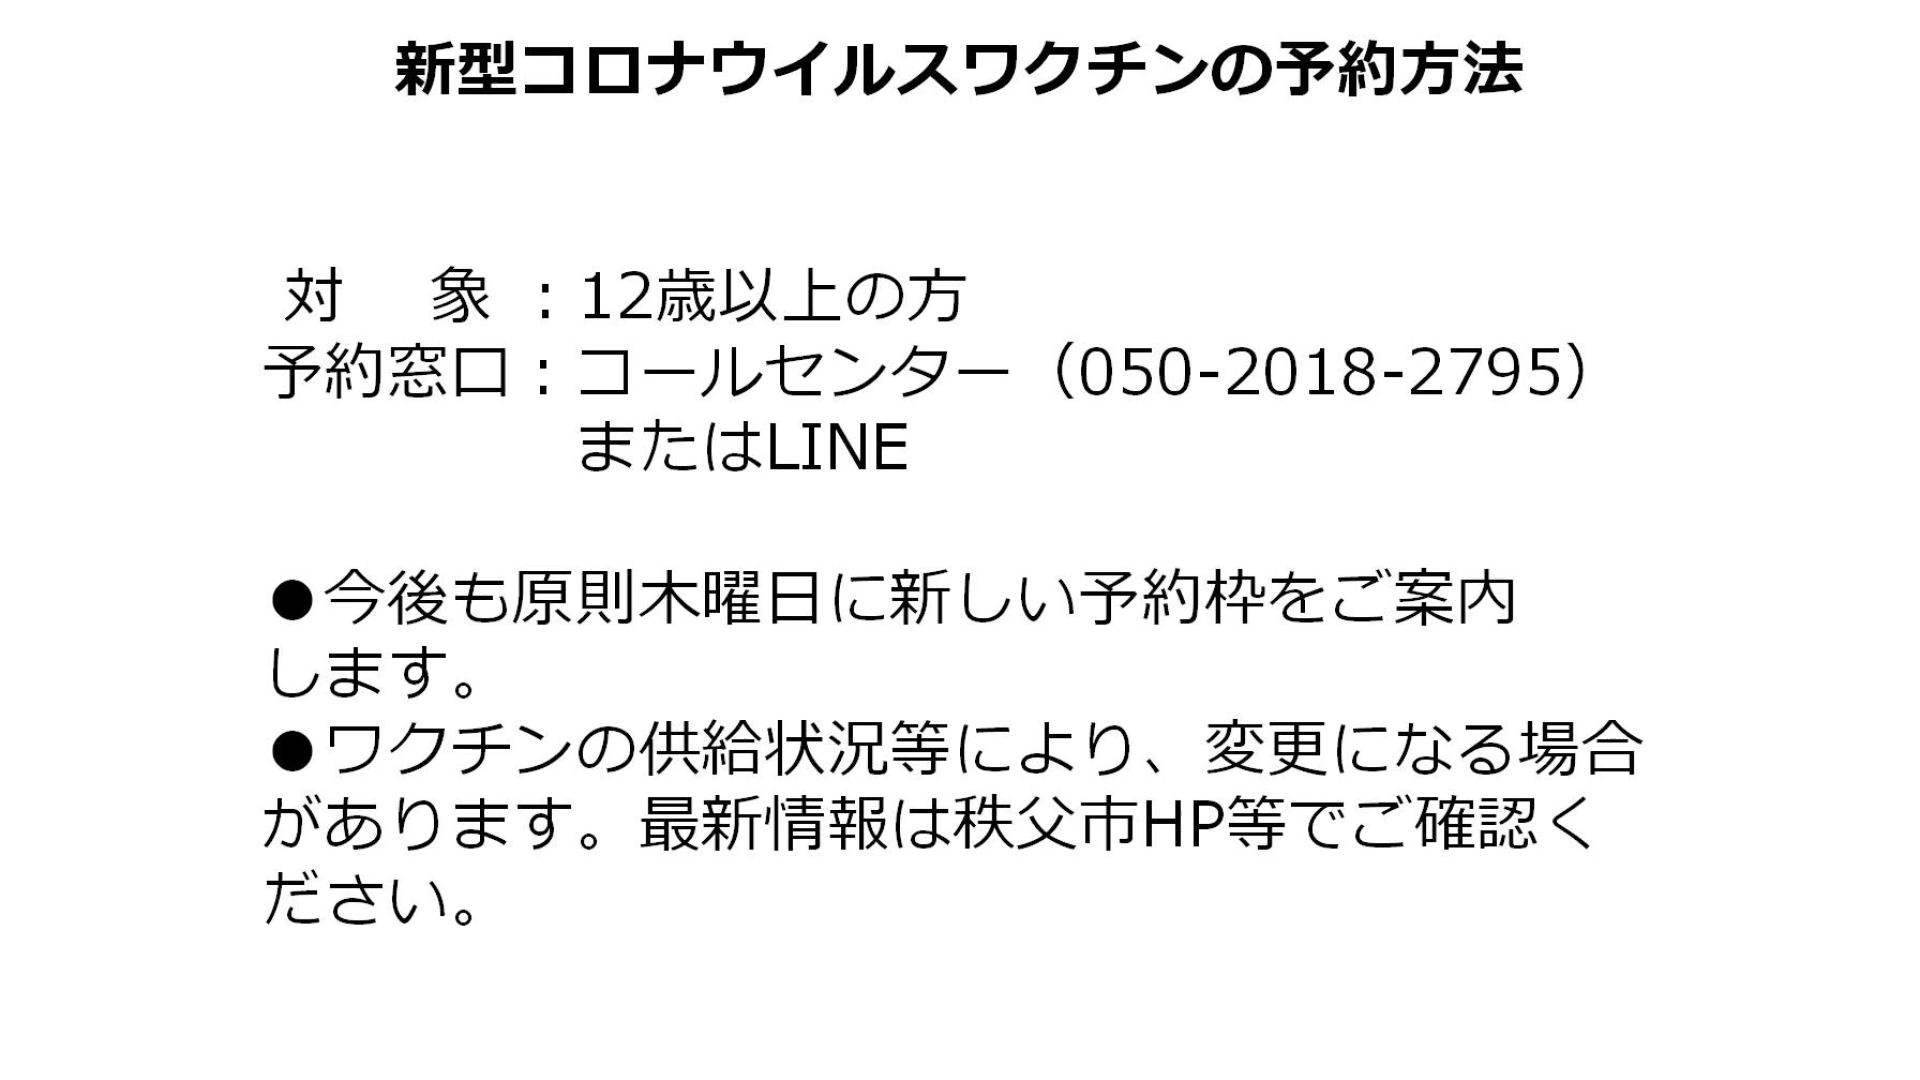 新型コロナウイルスワクチンの予約方法
対　象 ：12歳以上の方
予約窓口：コールセンター（050-2018-2795）
またはLINE
●今後も原則木曜日に新しい予約枠をご案内
します。
●ワクチンの供給状況等により、変更になる場合
があります。最新情報は秩父市HP等でご確認く
ださい。